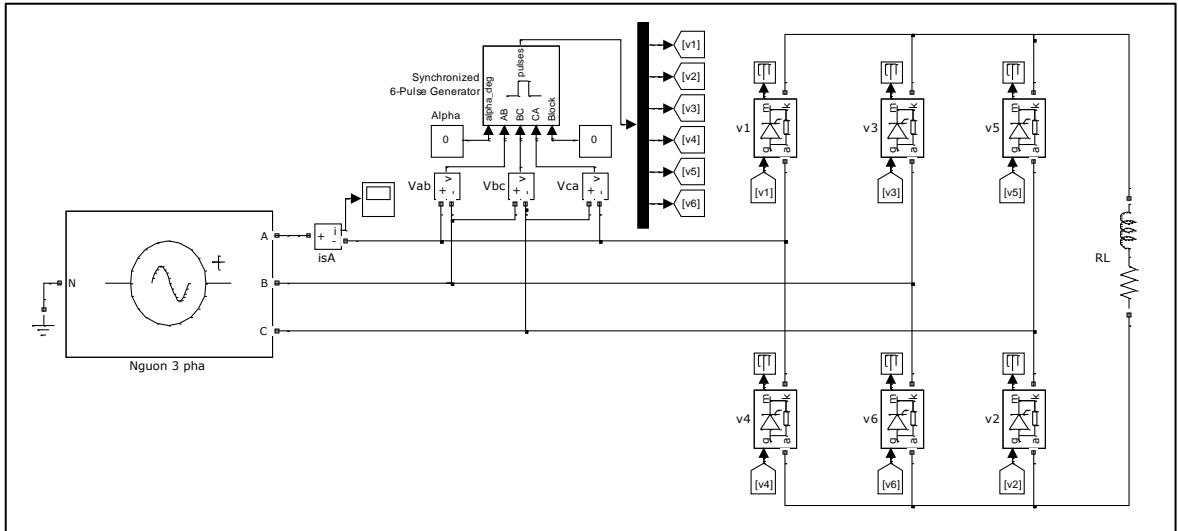 Synchronized
6-Pulse Generator
pulses
alpha_deg
AB
BC
CA
Block
Alpha
0
0
Vab
+ - v
Vbc
+ - v
Vca
+ - v
[v1]
[v2]
[v3]
[v4]
[v5]
[v6]
v1
g m a k
[v1]
v3
g m a k
[v3]
v5
g m a k
[v5]
N
A
B
C
Nguon 3 pha
+ i -
isA
RL
v4
g m a k
[v4]
v6
g m a k
[v6]
v2
g m a k
[v2]